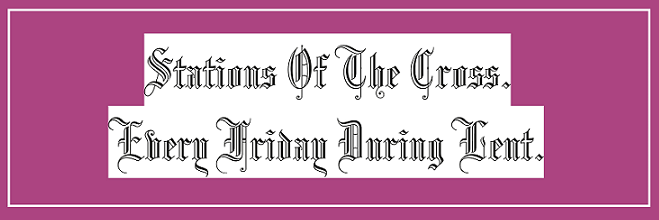 Stations Of The Cross.
Every Friday During Lent.